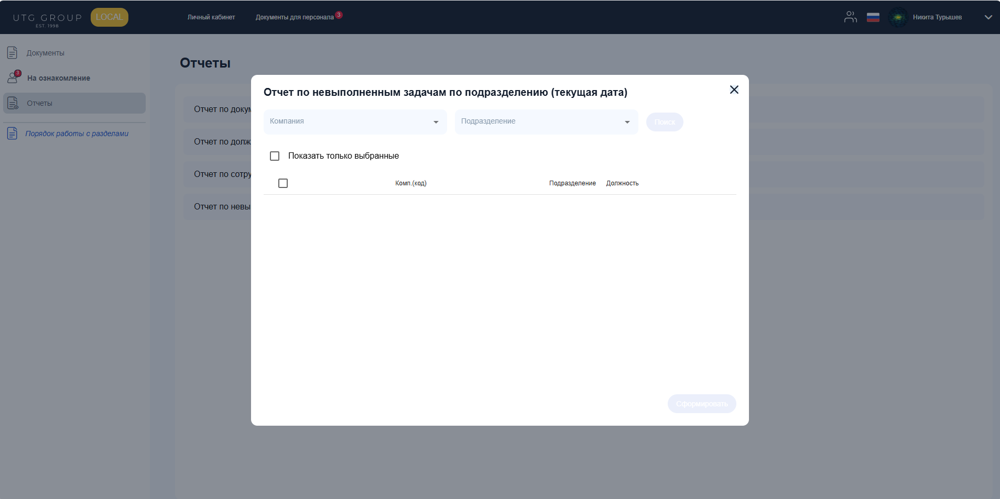 UTG GROUP
EST. 1998
LOCAL
Личный кабинет
Документы для персонала
3
Никита Турышев
Документы
3
На ознакомление
Отчеты
Порядок работы с разделами
Отчеты
Отчет по доку
Отчет по долж
Отчет по сотру
Отчет по невы
Отчет по невыполненным задачам по подразделению (текущая дата)
Компания
Подразделение
Поиск
Показать только выбранные
Комп.(код)
Подразделение
Должность
Сформировать